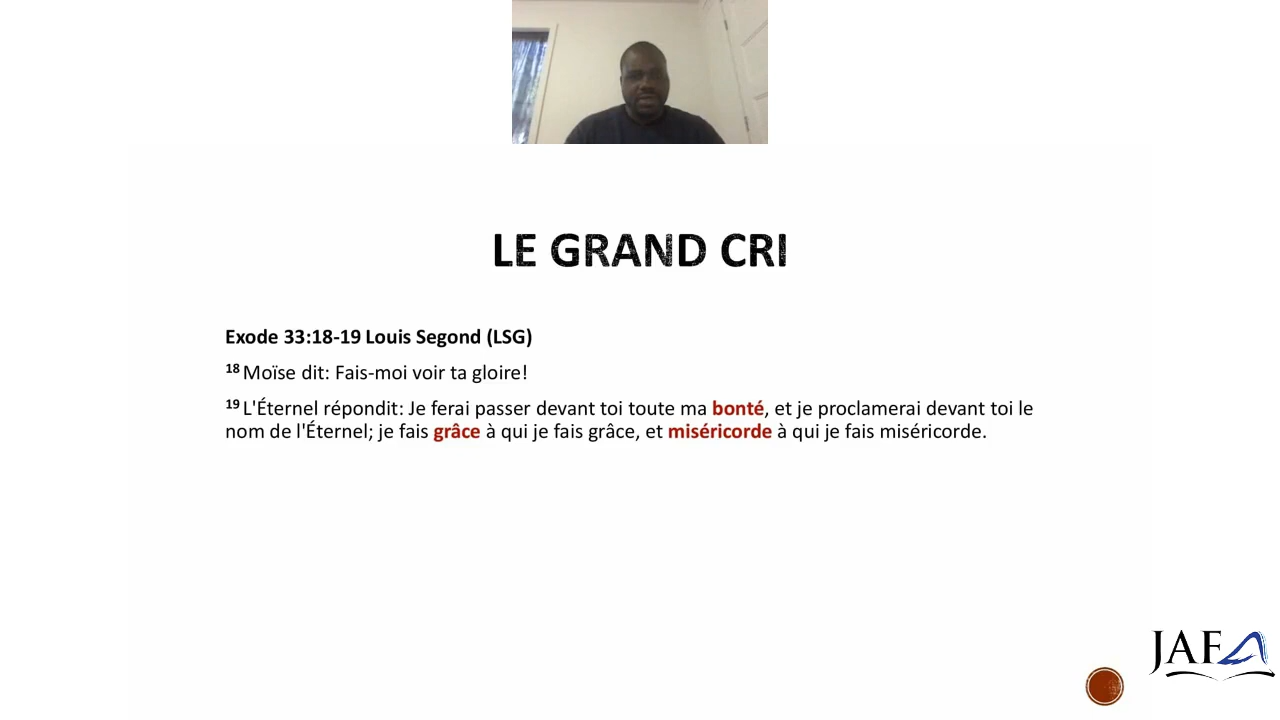 LE GRAND CRI
Exode 33:18-19 Louis Segond (LSG)
18 Moïse dit: Fais-moi voir ta gloire!
19 L'Éternel répondit: Je ferai passer devant toi toute ma bonté, et je proclamerai devant toi le
nom de l'Éternel; je fais grâce à qui je fais grâce, et miséricorde à qui je fais miséricorde.
JAFA